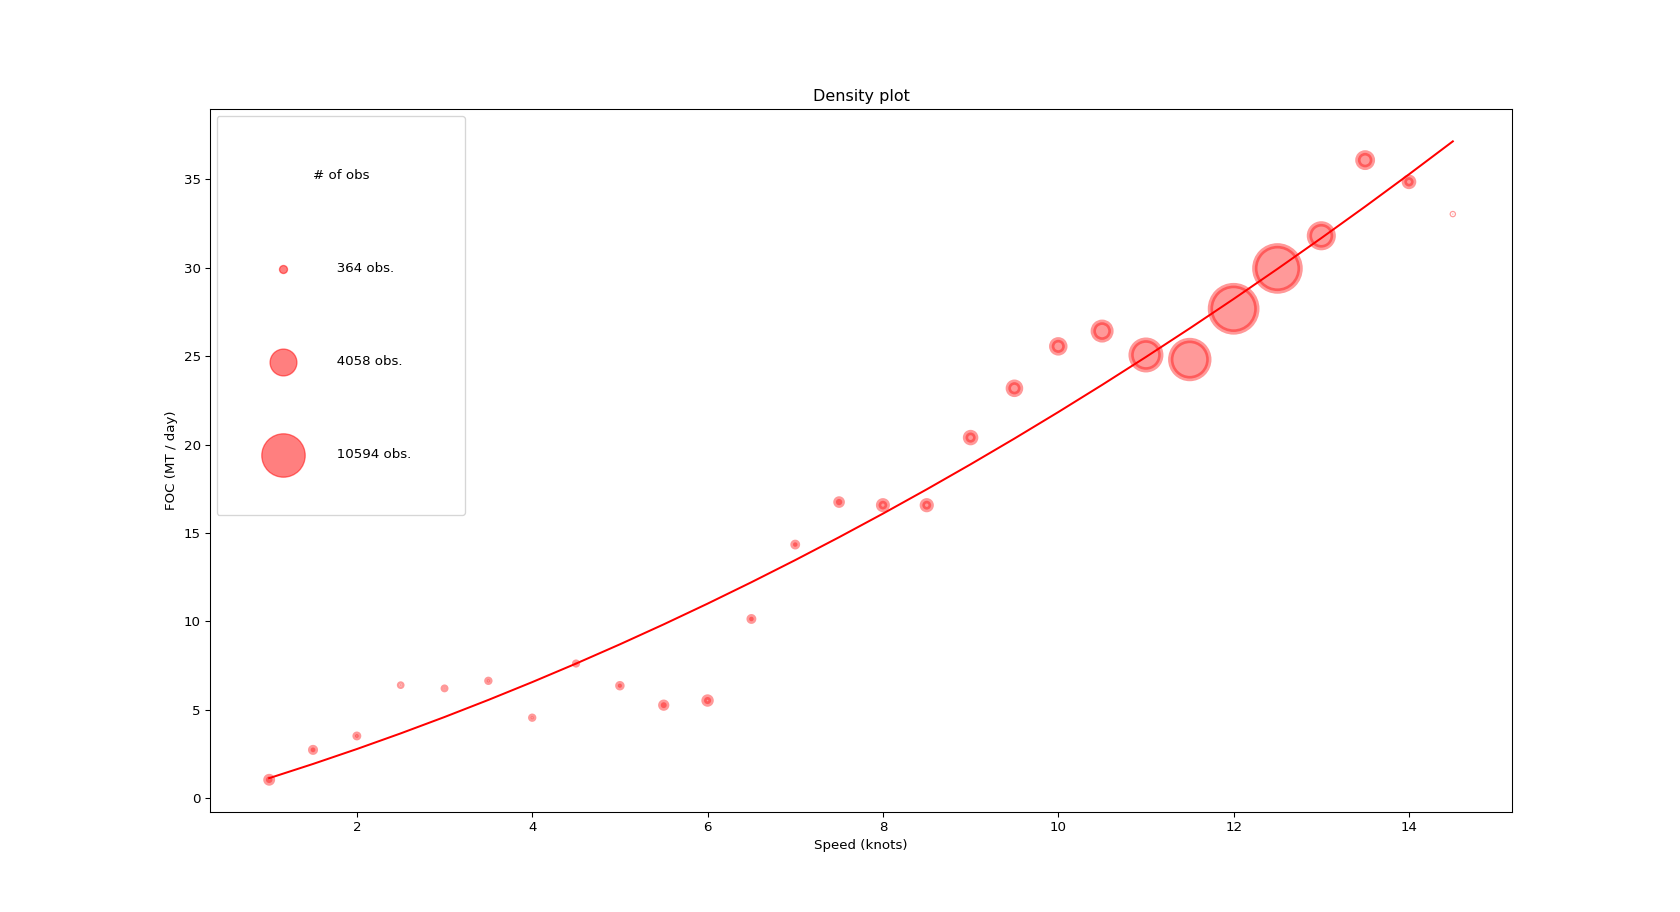 Density plot
# of obs
364 obs.
4058 obs.
10594 obs.
35
30
25
20
15
10
5
0
FOC (MT / day)
2 4 6 8 10 12 14
Speed (knots)